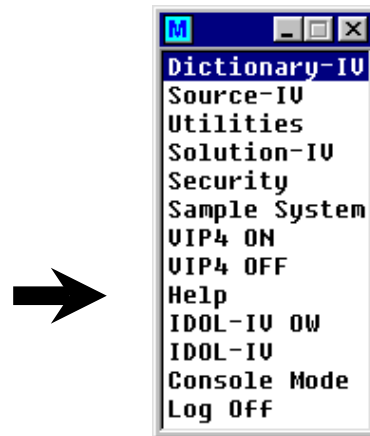 M
Dictionary-IV
Source-IV
Utilities
Solution-IV
Security
Sample System
VIP4 ON
VIP4 OFF
Help
IDOL-IV OW
IDOL-IV
Console Mode
Log Off